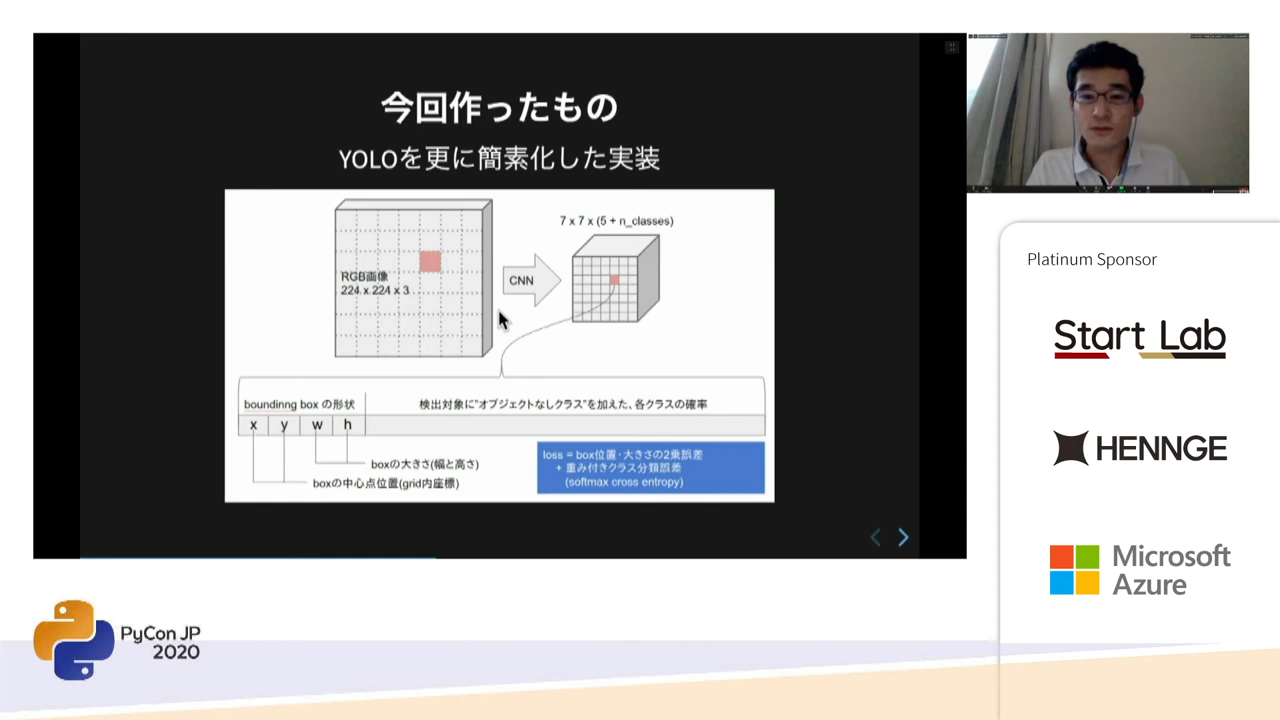 今回作ったもの
YOLOを更に簡素化した実装
RGB画像
224 x 224 x 3
CNN
7 x 7 x (5 + n_classes)
boundinng box の形状
検出対象に"オブジェクトなしクラス"を加えた、各クラスの確率
x y w h
boxの大きさ(幅と高さ)
boxの中心点位置(grid内座標)
loss = box位置・大きさの2乗誤差
+ 重み付きクラス分類誤差
(softmax cross entropy)
Platinum Sponsor
Start Lab
HENNGE
Microsoft
Azure
PyCon JP
2020